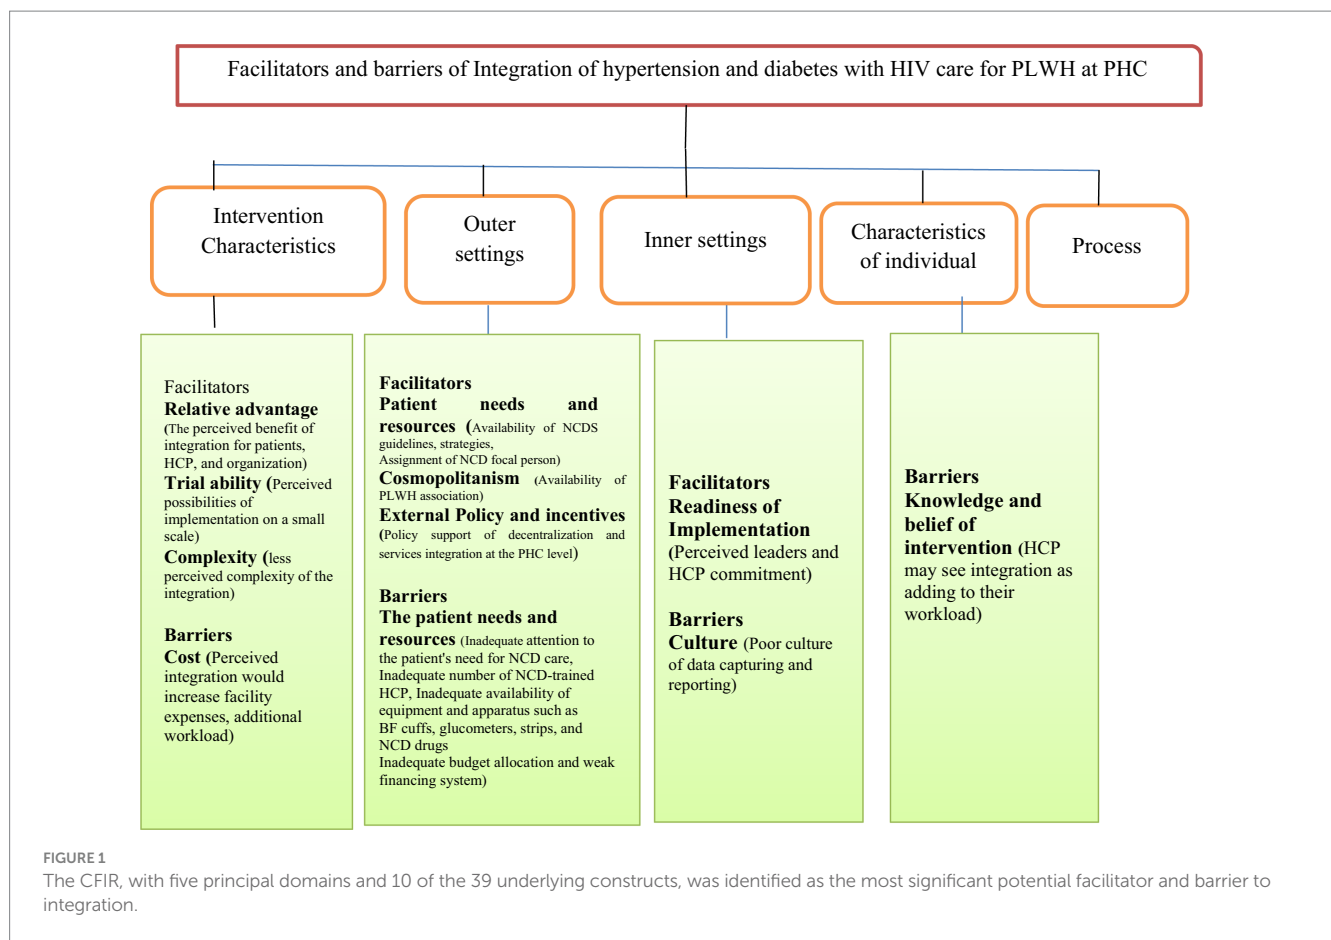 Facilitators and barriers of Integration of hypertension and diabetes with HIV care for PLWH at PHC
Intervention
Characteristics
Outer
settings
Inner settings
Characteristics
of individual
Process
Facilitators
Relative advantage
(The perceived benefit of
integration for patients,
HCP, and organization)
Trial ability (Perceived
possibilities of
implementation on a small
scale)
Complexity (less
perceived complexity of the
integration)
Barriers
Cost (Perceived
integration would
increase facility
expenses, additional
workload)
Facilitators
Patient needs and
resources (Availability of NCDS
guidelines, strategies,
Assignment of NCD focal person)
Cosmopolitanism (Availability of
PLWH association)
External Policy and incentives
(Policy support of decentralization and
services integration at the PHC level)
Barriers
The patient needs and
resources (Inadequate attention to
the patient's need for NCD care,
Inadequate number of NCD-trained
HCP, Inadequate availability of
equipment and apparatus such as
BF cuffs, glucometers, strips, and
NCD drugs
Inadequate budget allocation and weak
financing system)
Facilitators
Readiness of
Implementation
(Perceived leaders and
HCP commitment)
Barriers
Culture (Poor culture
of data capturing and
reporting)
Barriers
Knowledge and
belief of
intervention (HCP
may see integration as
adding to their
workload)
FIGURE 1
The CFIR, with five principal domains and 10 of the 39 underlying constructs, was identified as the most significant potential facilitator and barrier to
integration.